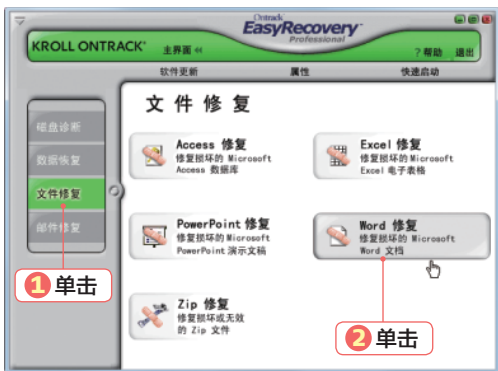 Ontrack
EasyRecovery
Professional
KROLL ONTRACK
主界面 «
?帮助 退出
软件更新 属性 快速启动
文件修复
磁盘诊断
数据恢复
文件修复
邮件修复
Access 修复
修复损坏的 Microsoft
Access 数据库
Excel 修复
修复损坏的 Microsoft
Excel 电子表格
PowerPoint 修复
修复损坏的 Microsoft
PowerPoint 演示文稿
Word 修复
修复损坏的 Microsoft
Word 文档
Zip 修复
修复损坏或无效
的 Zip 文件
1 单击
2 单击